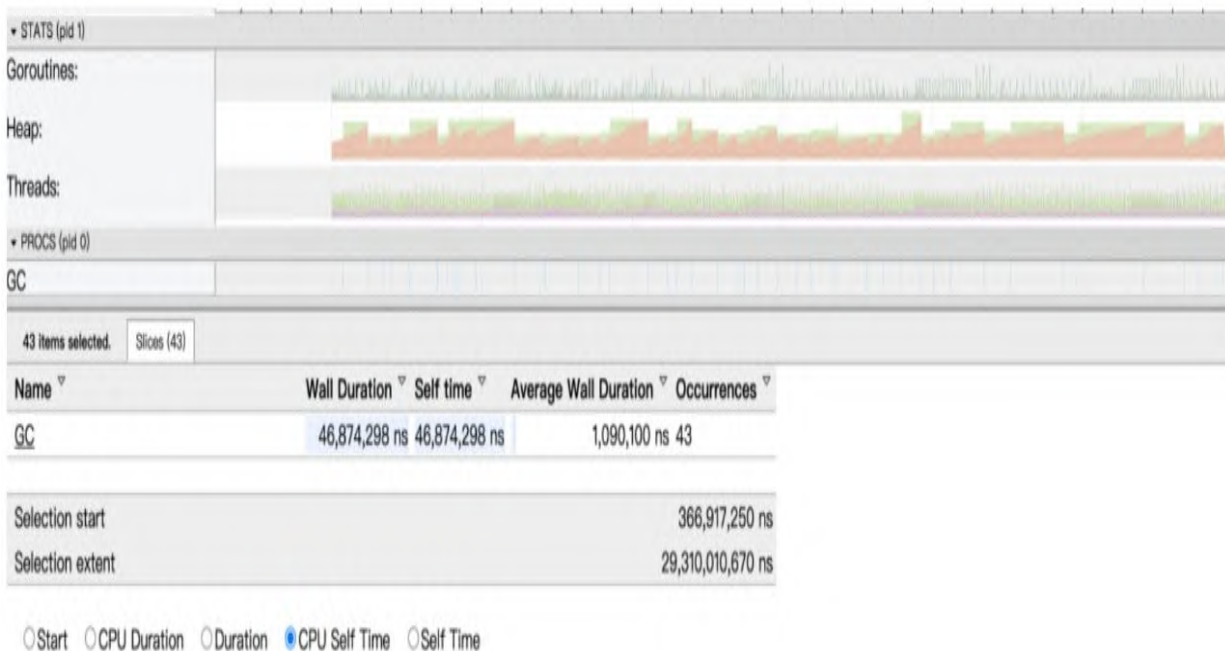 ▾ STATS (pid 1)
Goroutines:
Heap:
Threads:
▾ PROCS (pid 0)
GC
43 items selected. Slices (43)
Name ▽ Wall Duration ▽ Self time ▽ Average Wall Duration ▽ Occurrences ▽
GC 46,874,298 ns 46,874,298 ns 1,090,100 ns 43
Selection start 366,917,250 ns
Selection extent 29,310,010,670 ns
Start CPU Duration Duration CPU Self Time Self Time